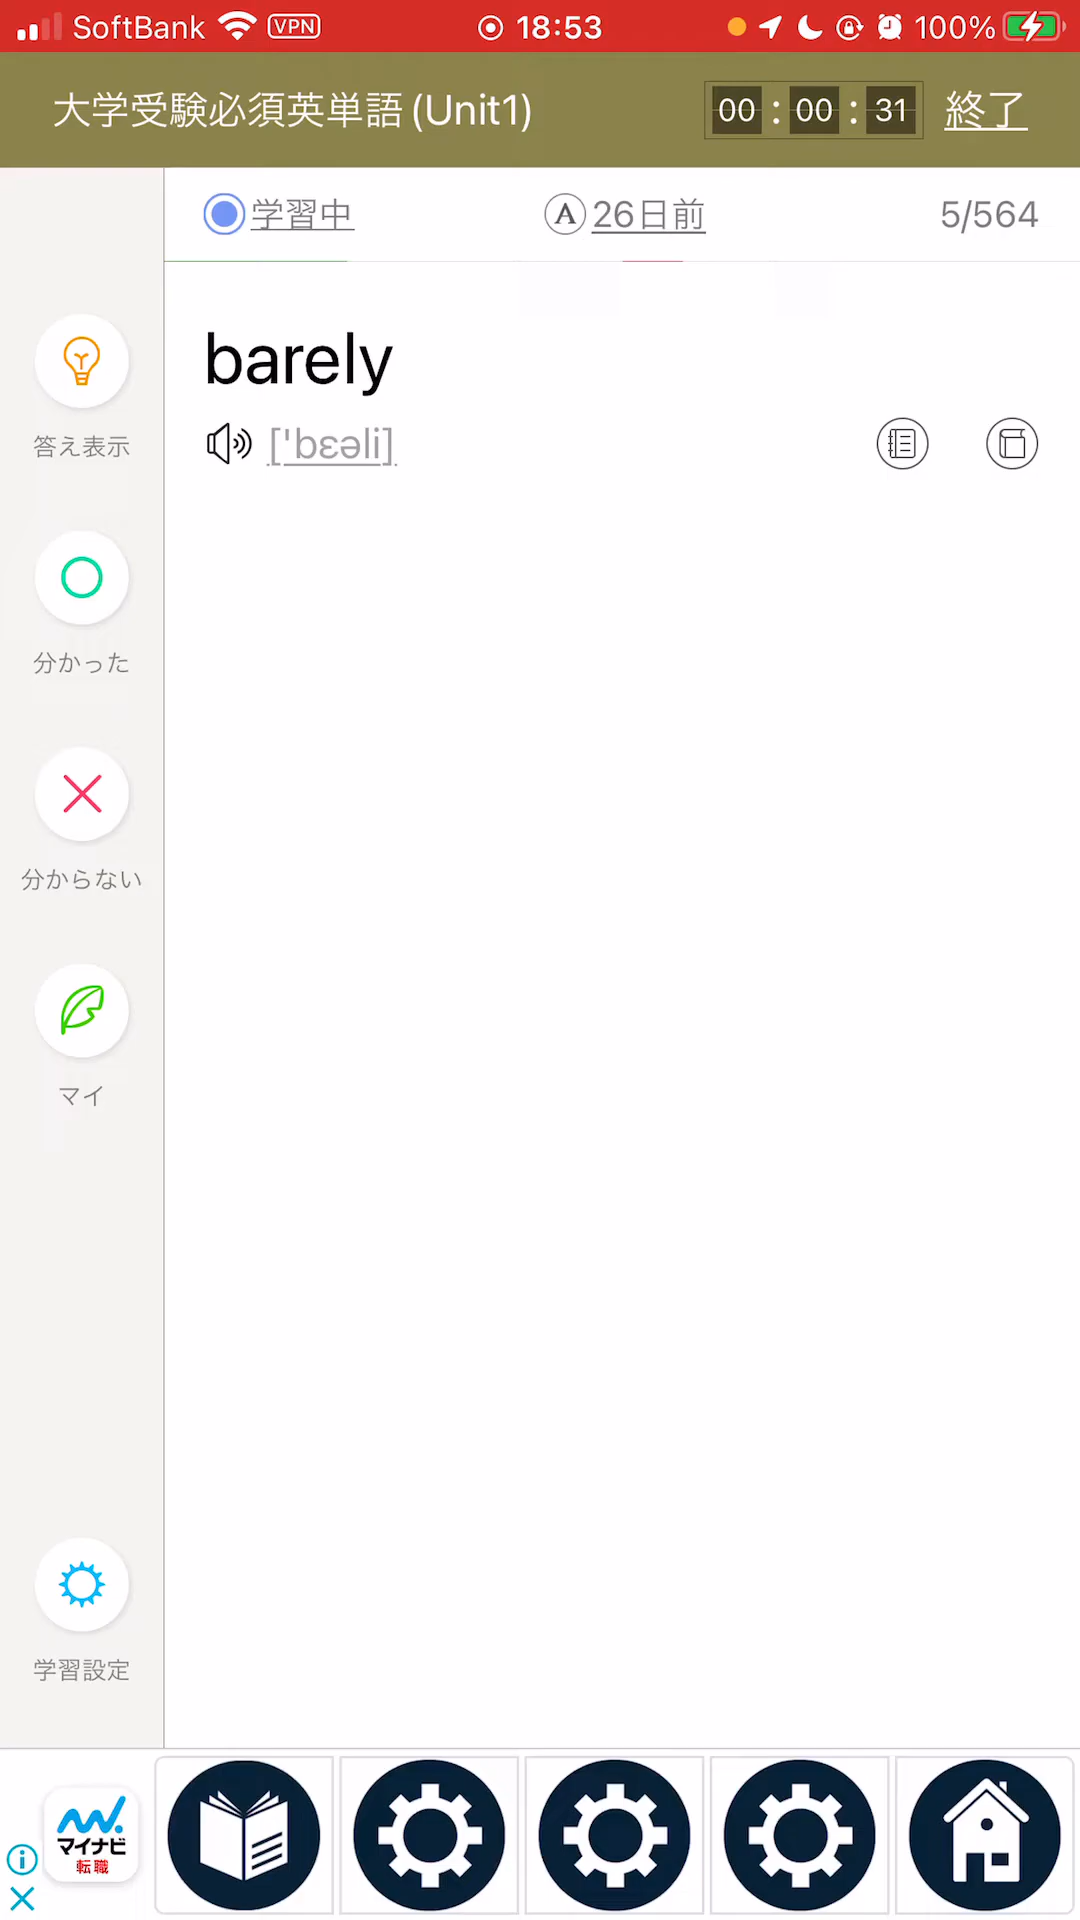 SoftBank VPN 18:53 100%
大学受験必須英単語 (Unit1) 00 : 00 : 31 終了
学習中 A 26日前 5/564
barely
['bɛəli]
答え表示
分かった
分からない
マイ
学習設定
マイナビ
転職